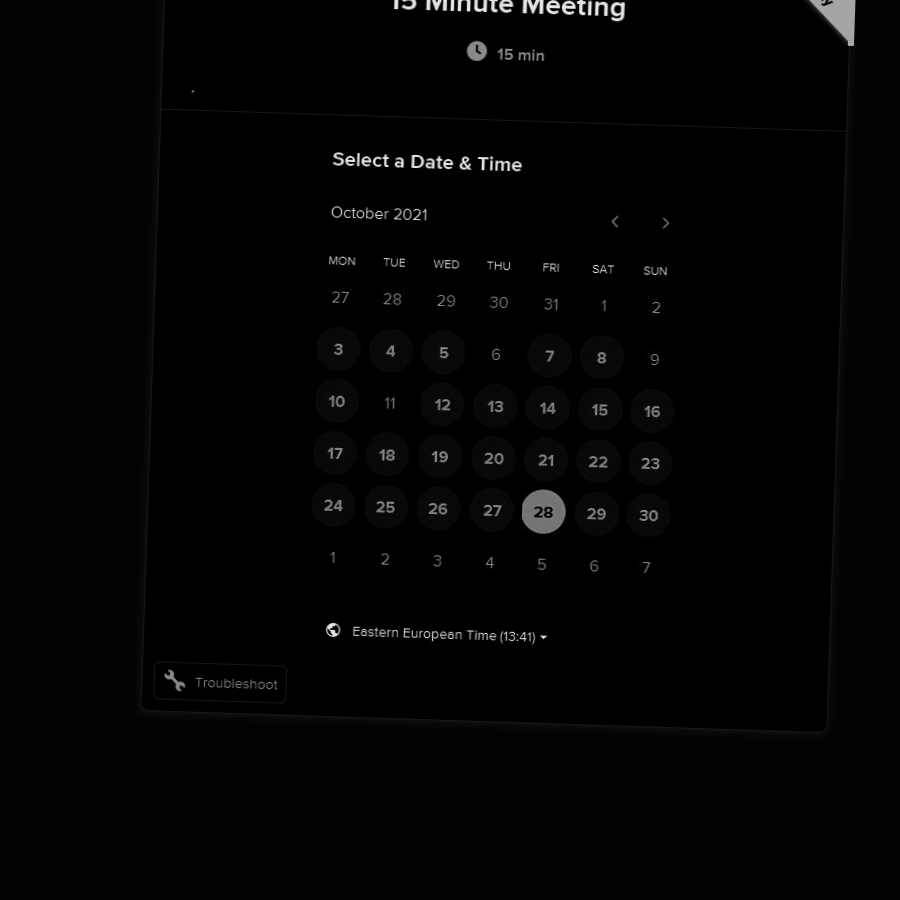 15 Minute Meeting
15 min
Select a Date & Time
October 2021
MON TUE WED THU FRI SAT SUN
27 28 29 30 31 1 2
3 4 5 6 7 8 9
10 11 12 13 14 15 16
17 18 19 20 21 22 23
24 25 26 27 28 29 30
1 2 3 4 5 6 7
Eastern European Time (13:41)
Troubleshoot